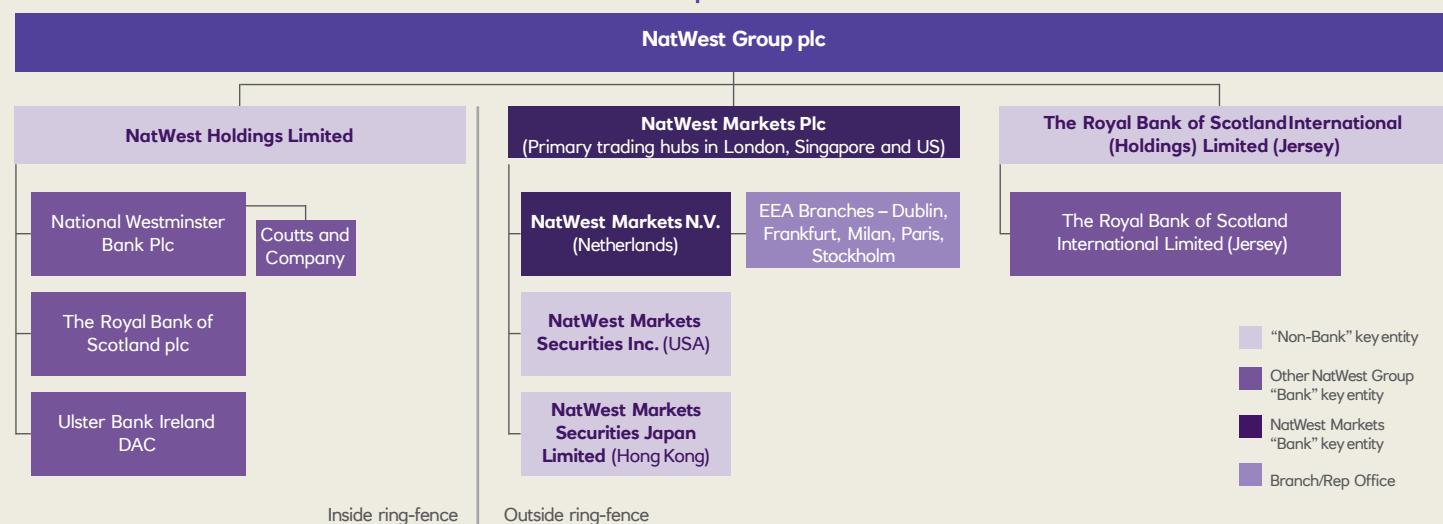 NatWest Group plc
NatWest Holdings Limited
NatWest Markets Plc
(Primary trading hubs in London, Singapore and US)
The Royal Bank of Scotland International
(Holdings) Limited (Jersey)
National Westminster
Bank Plc
Coutts and
Company
NatWest Markets N.V.
(Netherlands)
EEA Branches – Dublin,
Frankfurt, Milan, Paris,
Stockholm
The Royal Bank of Scotland
International Limited (Jersey)
The Royal Bank of
Scotland plc
NatWest Markets
Securities Inc. (USA)
Ulster Bank Ireland
DAC
NatWest Markets
Securities Japan
Limited (Hong Kong)
“Non-Bank” key entity
Other NatWest Group
“Bank” key entity
NatWest Markets
“Bank” key entity
Branch/Rep Office
Inside ring-fence
Outside ring-fence